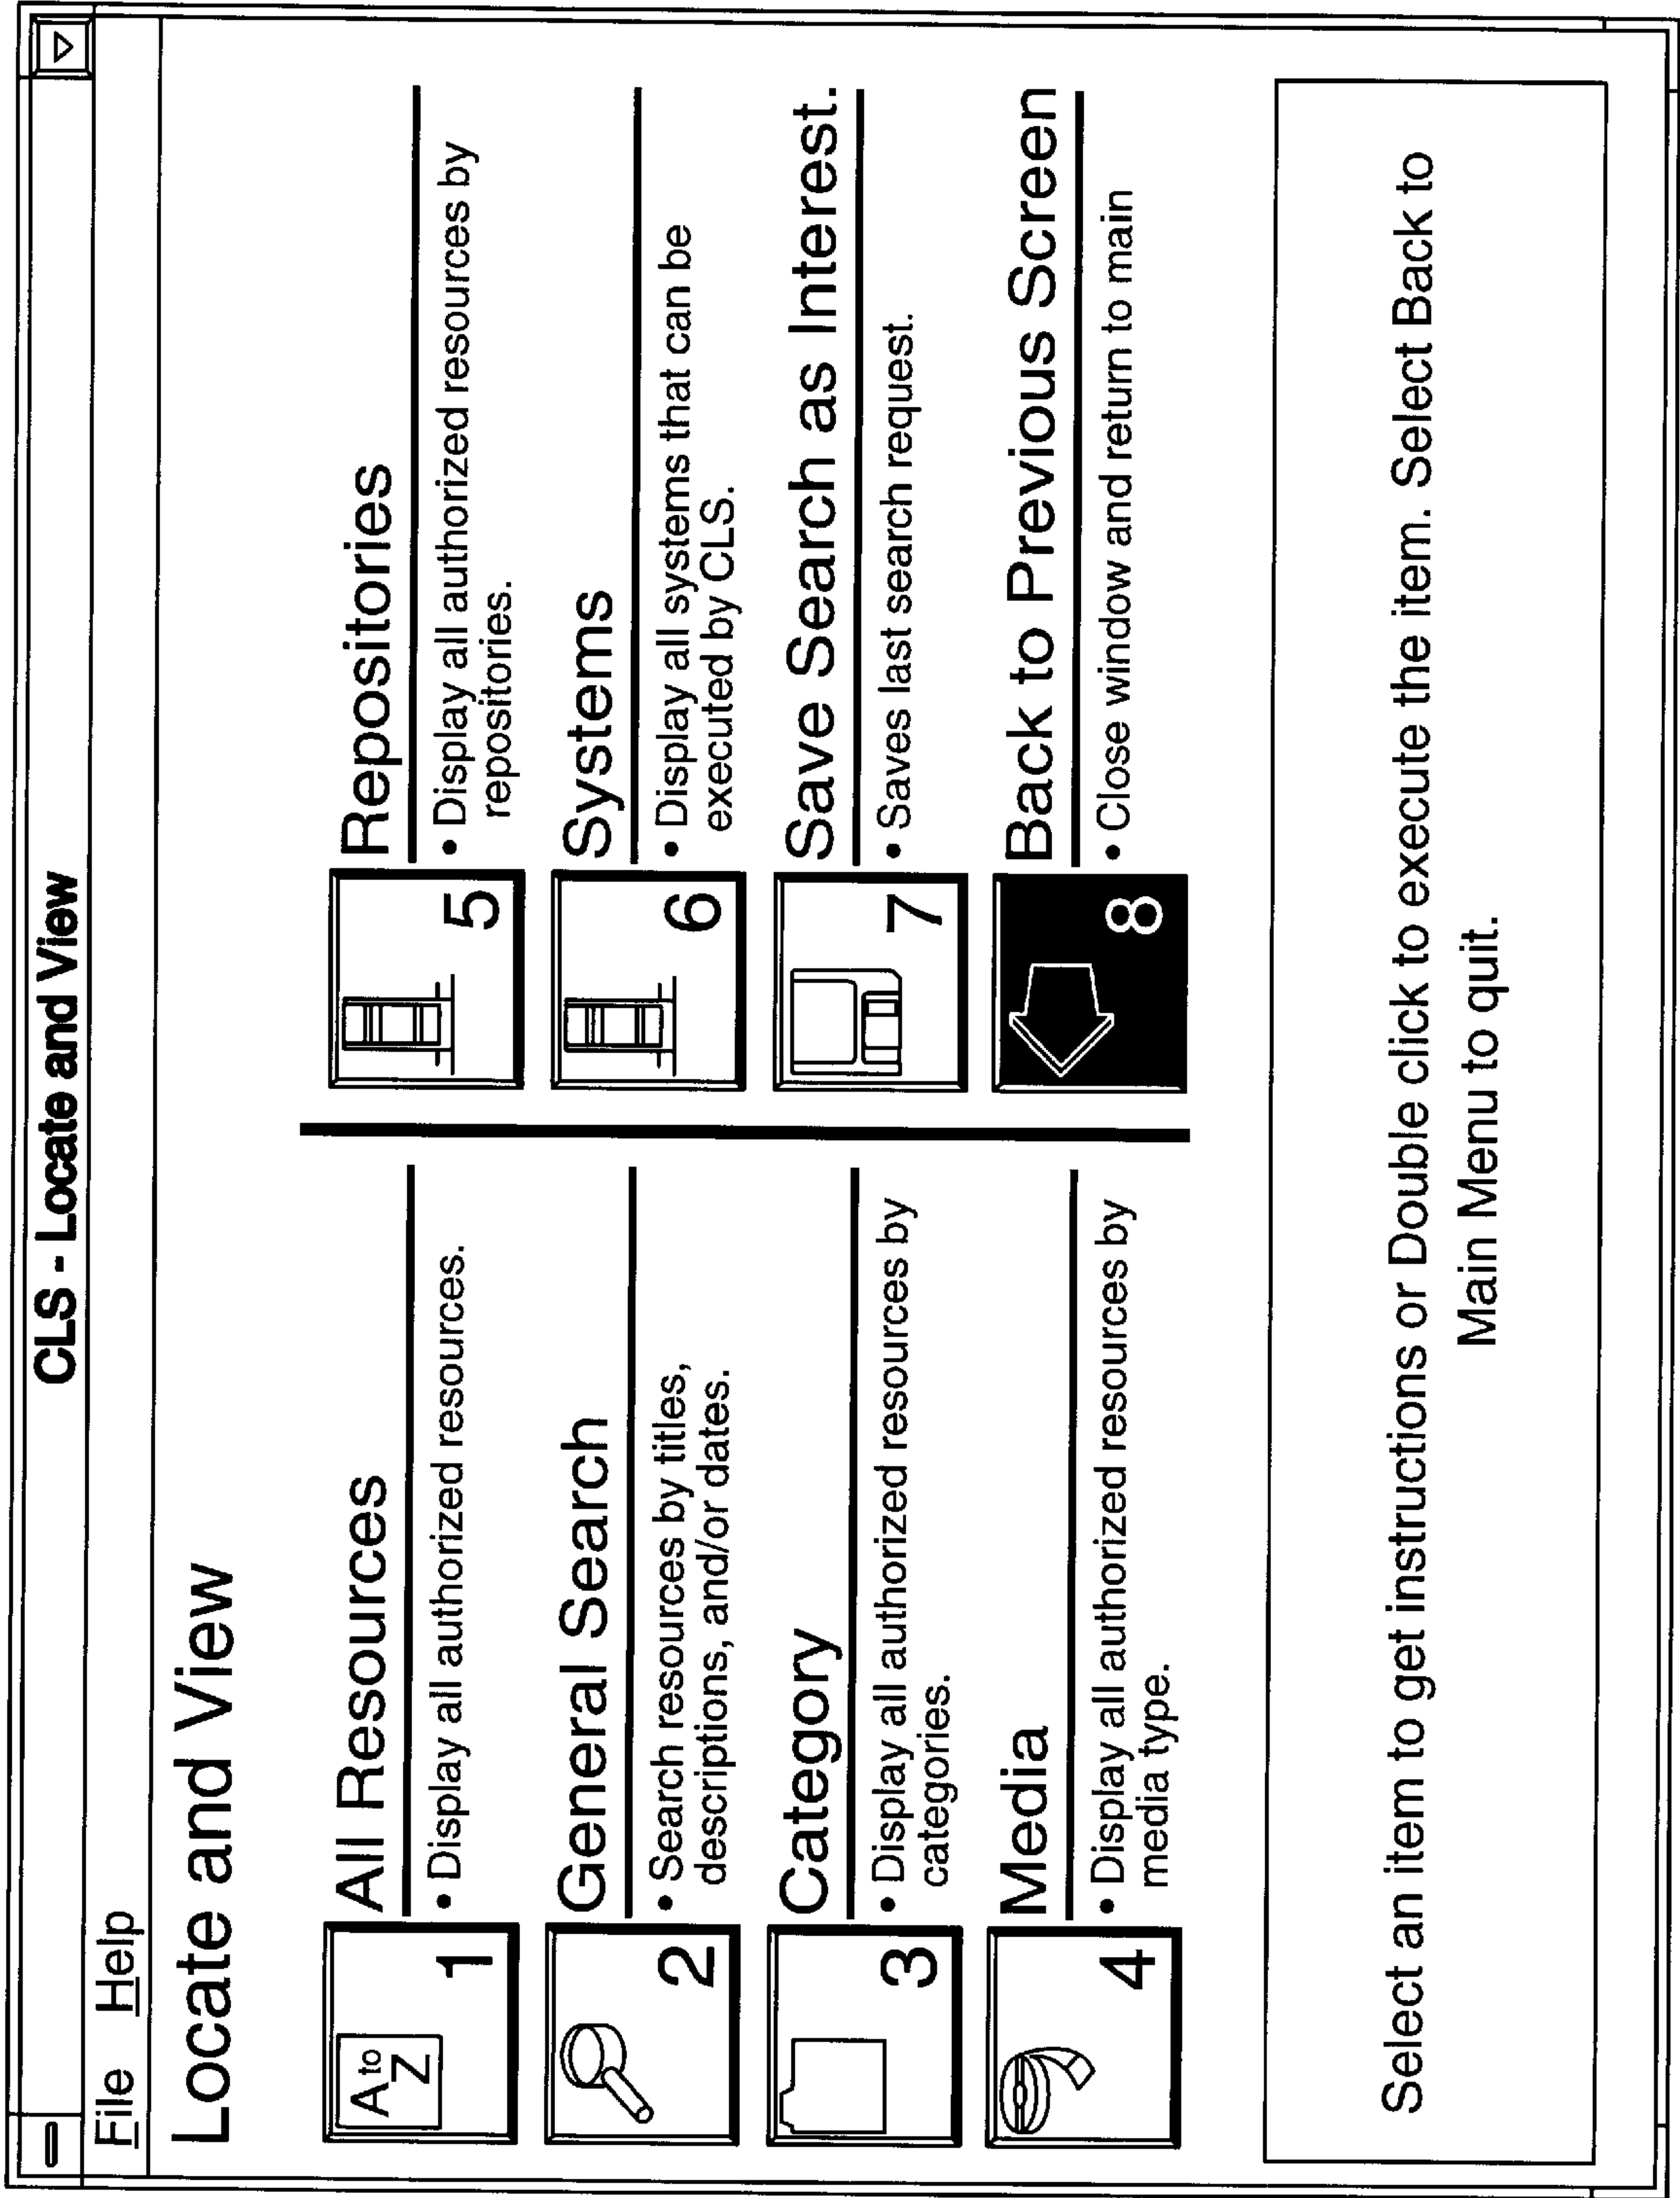 CLS - Locate and View
File Help
Locate and View
A to
Z
1
All Resources
• Display all authorized resources.
2
General Search
• Search resources by titles,
descriptions, and/or dates.
3
Category
• Display all authorized resources by
categories.
4
Media
• Display all authorized resources by
media type.
5
Repositories
• Display all authorized resources by
repositories.
6
Systems
• Display all systems that can be
executed by CLS.
7
Save Search as Interest.
• Saves last search request.
8
Back to Previous Screen
• Close window and return to main
Select an item to get instructions or Double click to execute the item. Select Back to
Main Menu to quit.